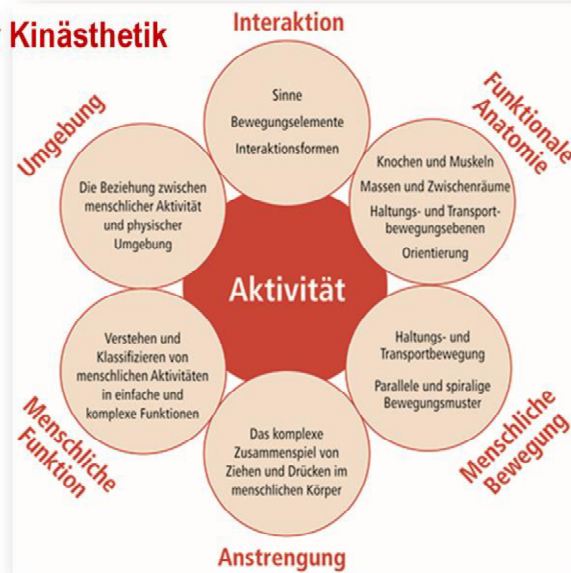 Kinästhetik
Interaktion
Sinne
Bewegungselemente
Interaktionsformen
Funktionale
Anatomie
Knochen und Muskeln
Massen und Zwischenräume
Haltungs- und Transport-
bewegungsebenen
Orientierung
Menschliche
Bewegung
Haltungs- und
Transportbewegung
Parallele und spiralige
Bewegungsmuster
Anstrengung
Das komplexe
Zusammenspiel von
Ziehen und Drücken im
menschlichen Körper
Menschliche
Funktion
Verstehen und
Klassifizieren von
menschlichen Aktivitäten
in einfache und
komplexe Funktionen
Umgebung
Die Beziehung zwischen
menschlicher Aktivität
und physischer
Umgebung
Aktivität